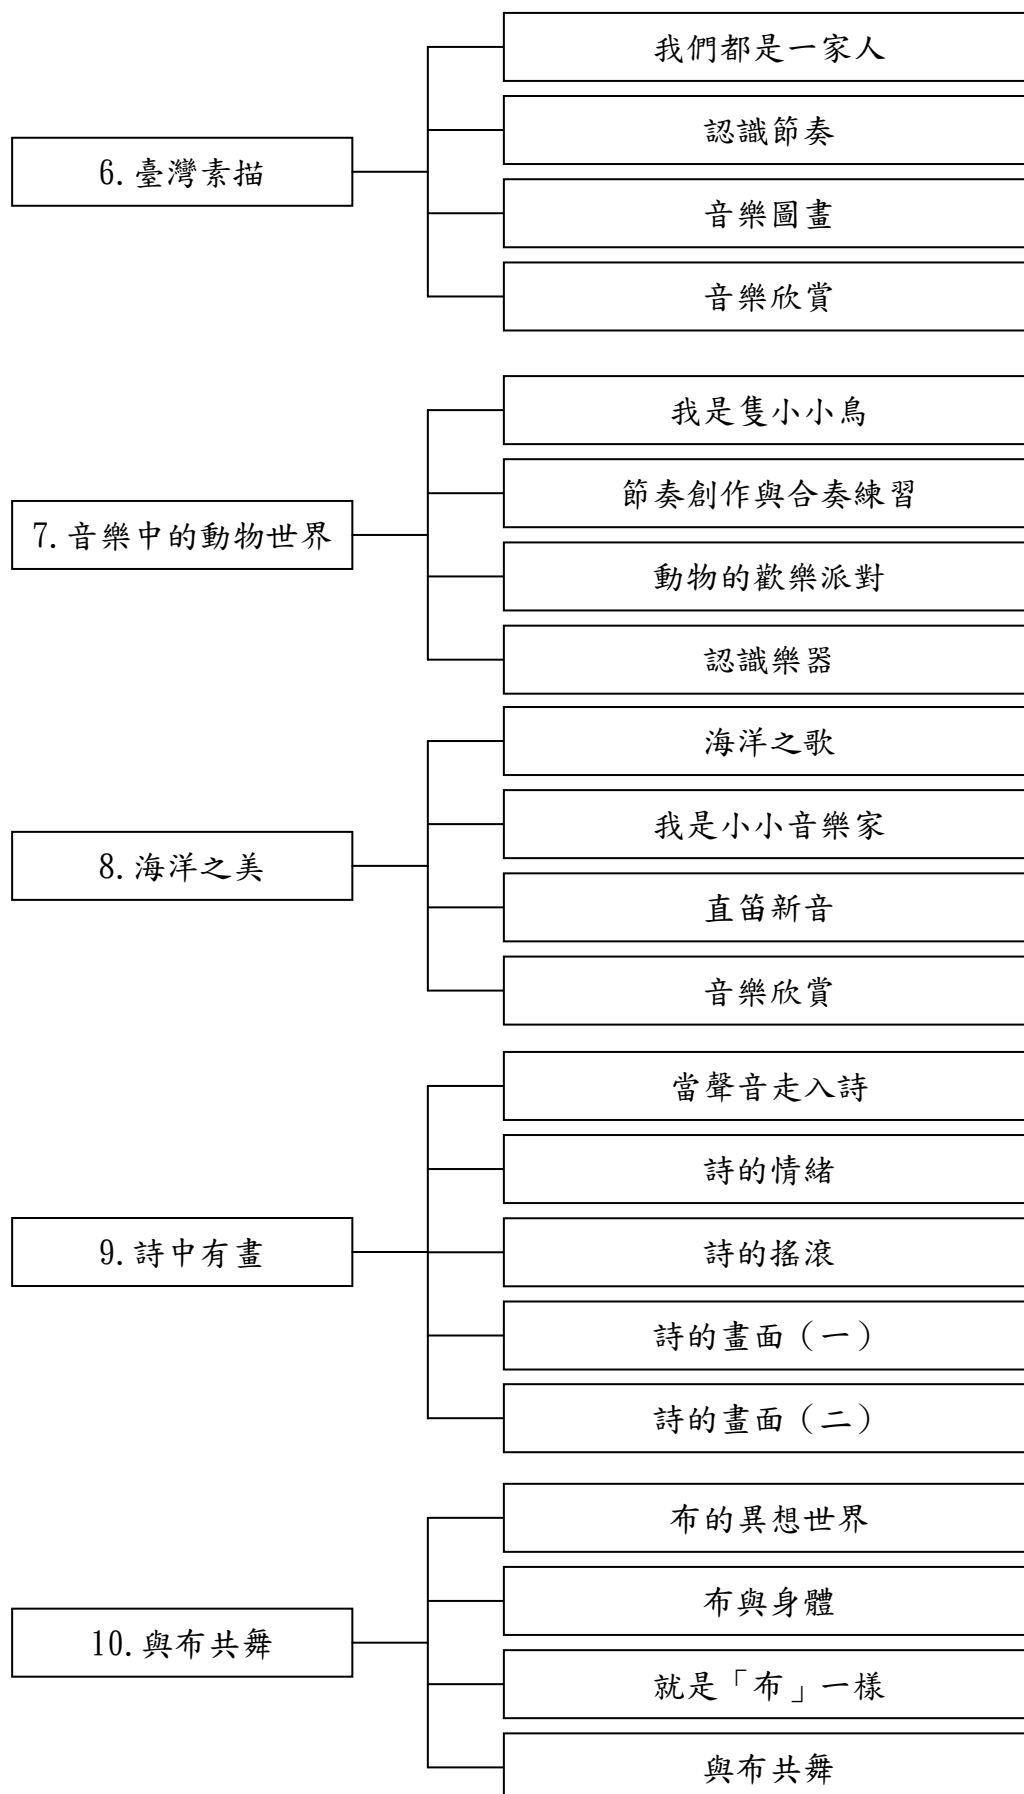 6.臺灣素描
我們都是一家人
認識節奏
音樂圖畫
音樂欣賞
7.音樂中的動物世界
我是隻小小鳥
節奏創作與合奏練習
動物的歡樂派對
認識樂器
8.海洋之美
海洋之歌
我是小小音樂家
直笛新音
音樂欣賞
9.詩中有畫
當聲音走入詩
詩的情緒
詩的搖滾
詩的畫面（一）
詩的畫面（二）
10.與布共舞
布的異想世界
布與身體
就是「布」一樣
與布共舞